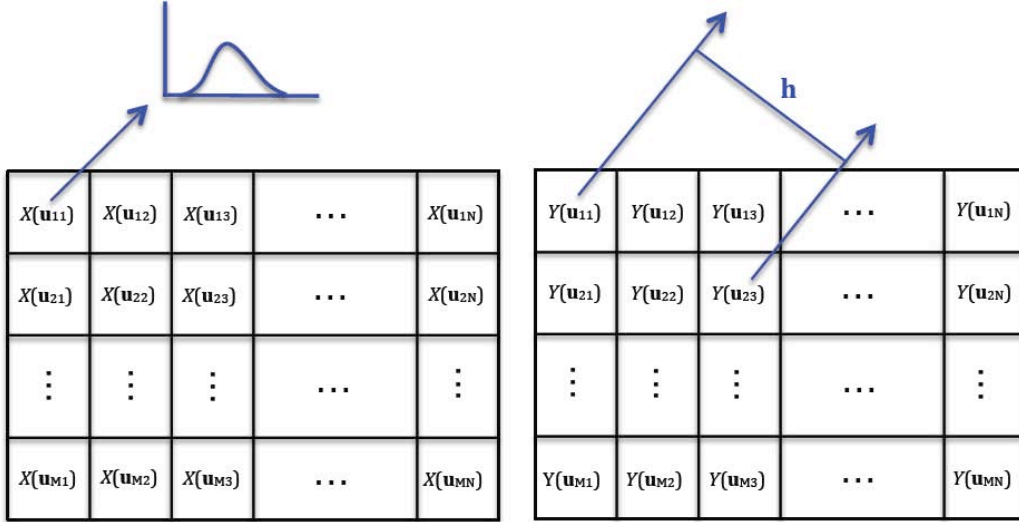 h
X(u11) X(u12) X(u13) ... X(u1N)
X(u21) X(u22) X(u23) ... X(u2N)
⋮ ⋮ ⋮ ... ⋮
X(uM1) X(uM2) X(uM3) ... X(uMN)
Y(u11) Y(u12) Y(u13) ... Y(u1N)
Y(u21) Y(u22) Y(u23) ... Y(u2N)
⋮ ⋮ ⋮ ... ⋮
Y(uM1) Y(uM2) Y(uM3) ... Y(uMN)